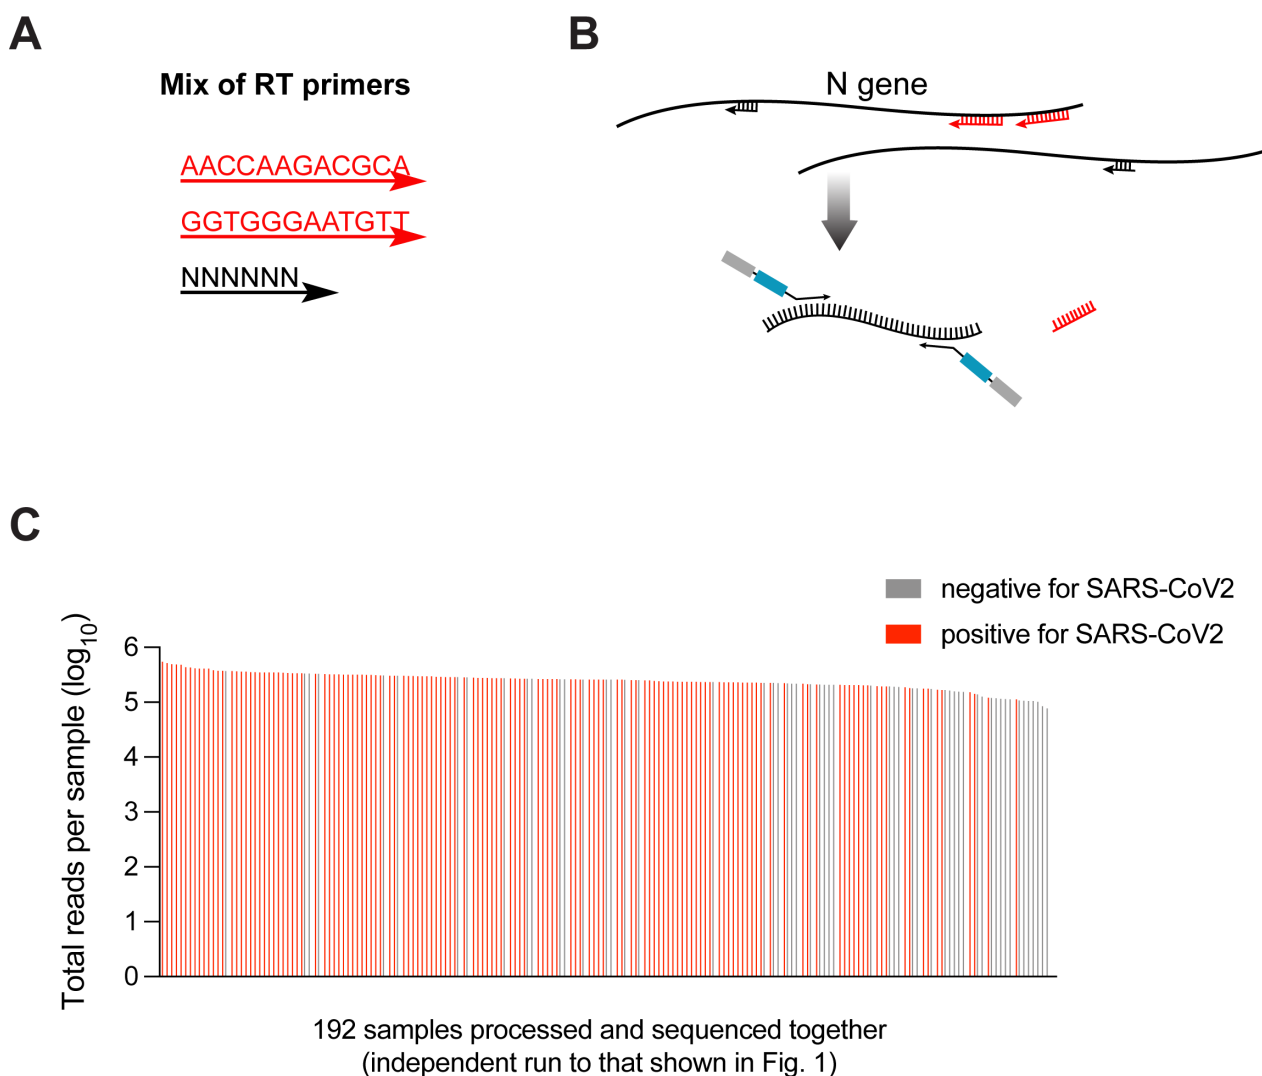 A
Mix of RT primers
AACCAAGACGCA
GGTGGGAATGTT
NNNNNN
B
N gene
C
negative for SARS-CoV2
positive for SARS-CoV2
Total reads per sample (log10)
6
5
4
3
2
1
0
192 samples processed and sequenced together
(independent run to that shown in Fig. 1)